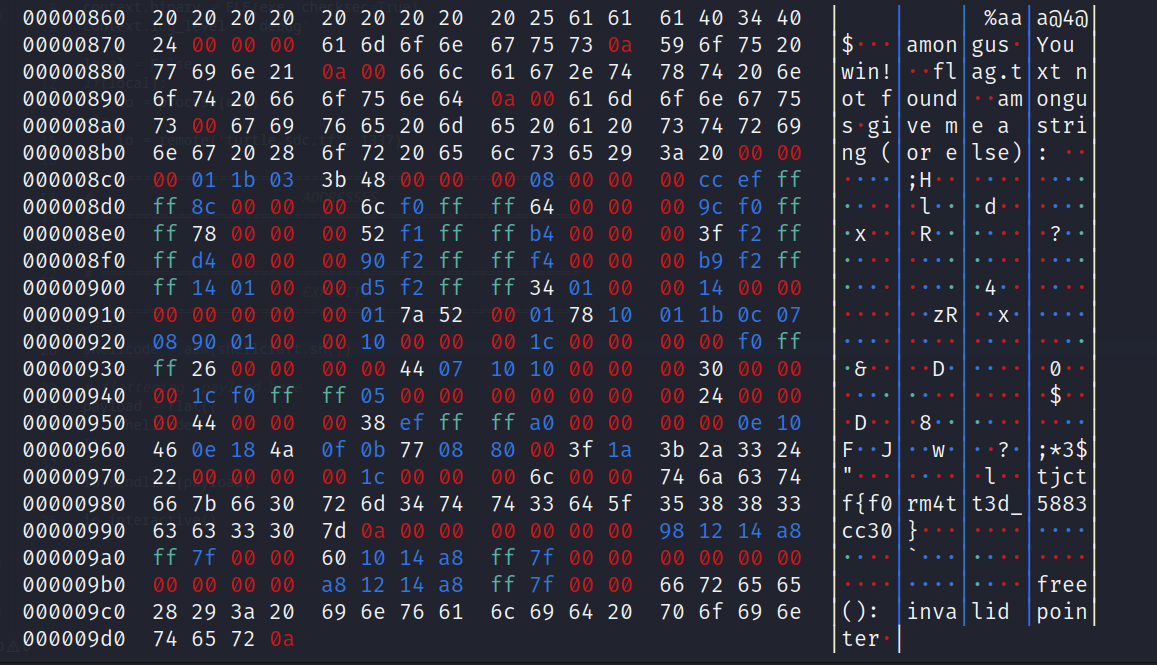 00000860 20 20 20 20 20 20 20 20 20 25 61 61 61 40 34 40 │    │    │ %aa│a@4@│
00000870 24 00 00 00 61 6d 6f 6e 67 75 73 0a 59 6f 75 20 │$···│amon│gus·│You │
00000880 77 69 6e 21 0a 00 66 6c 61 67 2e 74 78 74 20 6e │win!│··fl│ag.t│xt n│
00000890 6f 74 20 66 6f 75 6e 64 0a 00 61 6d 6f 6e 67 75 │ot f│ound│··am│ongu│
000008a0 73 00 67 69 76 65 20 6d 65 20 61 20 73 74 72 69 │s·gi│ve m│e a │stri│
000008b0 6e 67 20 28 6f 72 20 65 6c 73 65 29 3a 20 00 00 │ng (│or e│lse)│: ··│
000008c0 00 01 1b 03 3b 48 00 00 00 08 00 00 00 cc ef ff │····│;H··│····│····│
000008d0 ff 8c 00 00 00 6c f0 ff ff 64 00 00 00 9c f0 ff │····│·l··│·d··│····│
000008e0 ff 78 00 00 00 52 f1 ff ff b4 00 00 00 3f f2 ff │·x··│·R··│····│·?··│
000008f0 ff d4 00 00 00 90 f2 ff ff f4 00 00 00 b9 f2 ff │····│····│····│····│
00000900 ff 14 01 00 00 d5 f2 ff ff 34 01 00 00 14 00 00 │····│····│·4··│····│
00000910 00 00 00 00 00 01 7a 52 00 01 78 10 01 1b 0c 07 │····│··zR│··x·│····│
00000920 08 90 01 00 00 10 00 00 00 1c 00 00 00 00 f0 ff │····│····│····│····│
00000930 ff 26 00 00 00 00 44 07 10 10 00 00 00 30 00 00 │·&··│··D·│····│·0··│
00000940 00 1c f0 ff ff 05 00 00 00 00 00 00 00 24 00 00 │····│····│····│·$··│
00000950 00 44 00 00 00 38 ef ff ff a0 00 00 00 00 0e 10 │·D··│·8··│····│····│
00000960 46 0e 18 4a 0f 0b 77 08 80 00 3f 1a 3b 2a 33 24 │F··J│··w·│··?·│;*3$│
00000970 22 00 00 00 00 1c 00 00 00 6c 00 00 74 6a 63 74 │"···│····│·l··│tjct│
00000980 66 7b 66 30 72 6d 34 74 74 33 64 5f 35 38 38 33 │f{f0│rm4t│t3d_│5883│
00000990 63 63 33 30 7d 0a 00 00 00 00 00 00 98 12 14 a8 │cc30│}···│····│····│
000009a0 ff 7f 00 00 60 10 14 a8 ff 7f 00 00 00 00 00 00 │····│`···│····│····│
000009b0 00 00 00 00 a8 12 14 a8 ff 7f 00 00 66 72 65 65 │····│····│····│free│
000009c0 28 29 3a 20 69 6e 76 61 6c 69 64 20 70 6f 69 6e │(): │inva│lid │poin│
000009d0 74 65 72 0a │ter·│